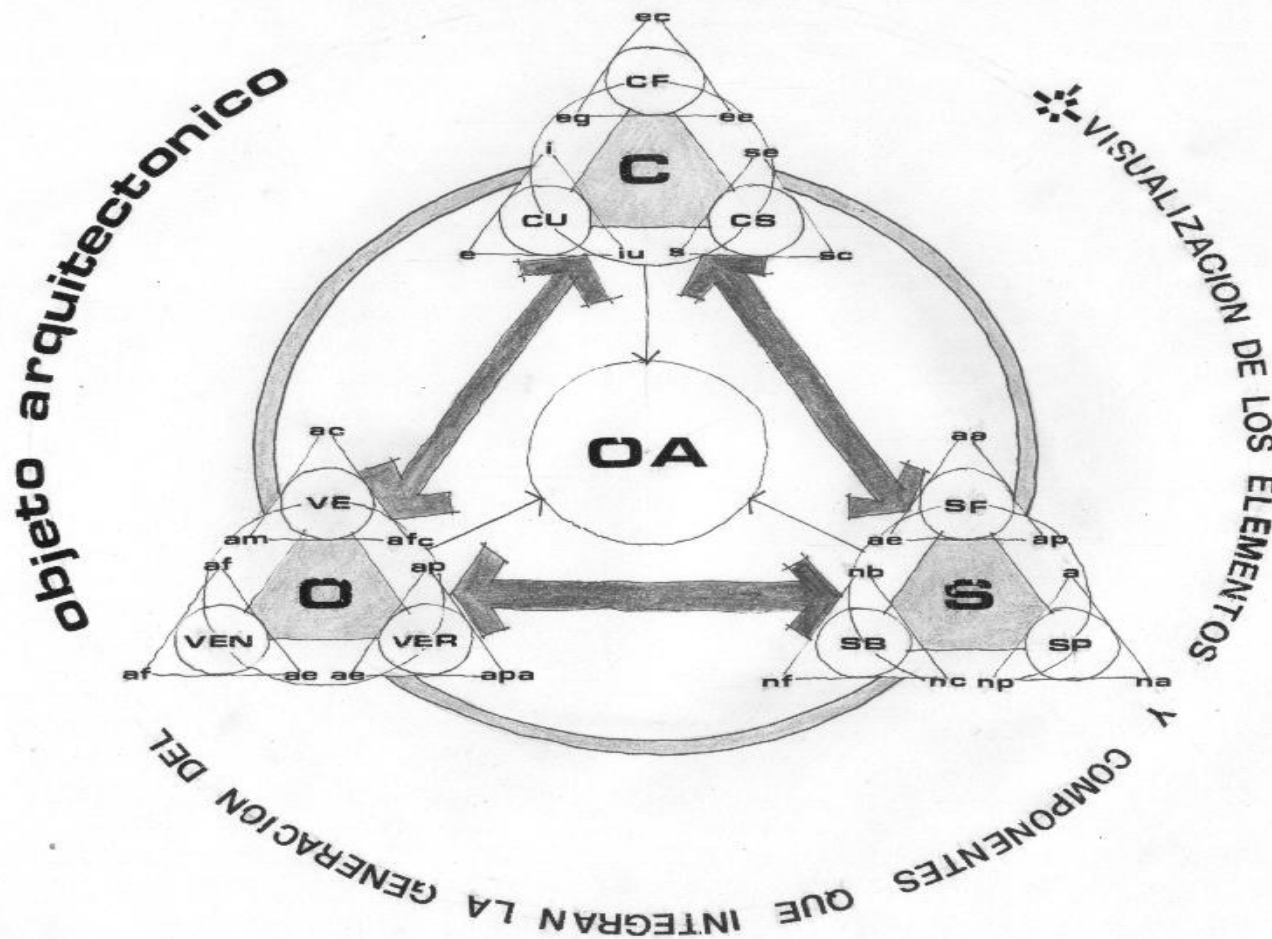 VISUALIZACION DE LOS ELEMENTOS
Y COMPONENTES QUE INTEGRAN LA GENERACION DEL
objeto arquitectonico
ec
CF
eg ee
C
i se
CU CS
e iu s sc
OA
ac
VE
am afc
O
af ap
VEN VER
af ae ae apa
aa
SF
ae ap
S
nb a
SB SP
nf nc np na